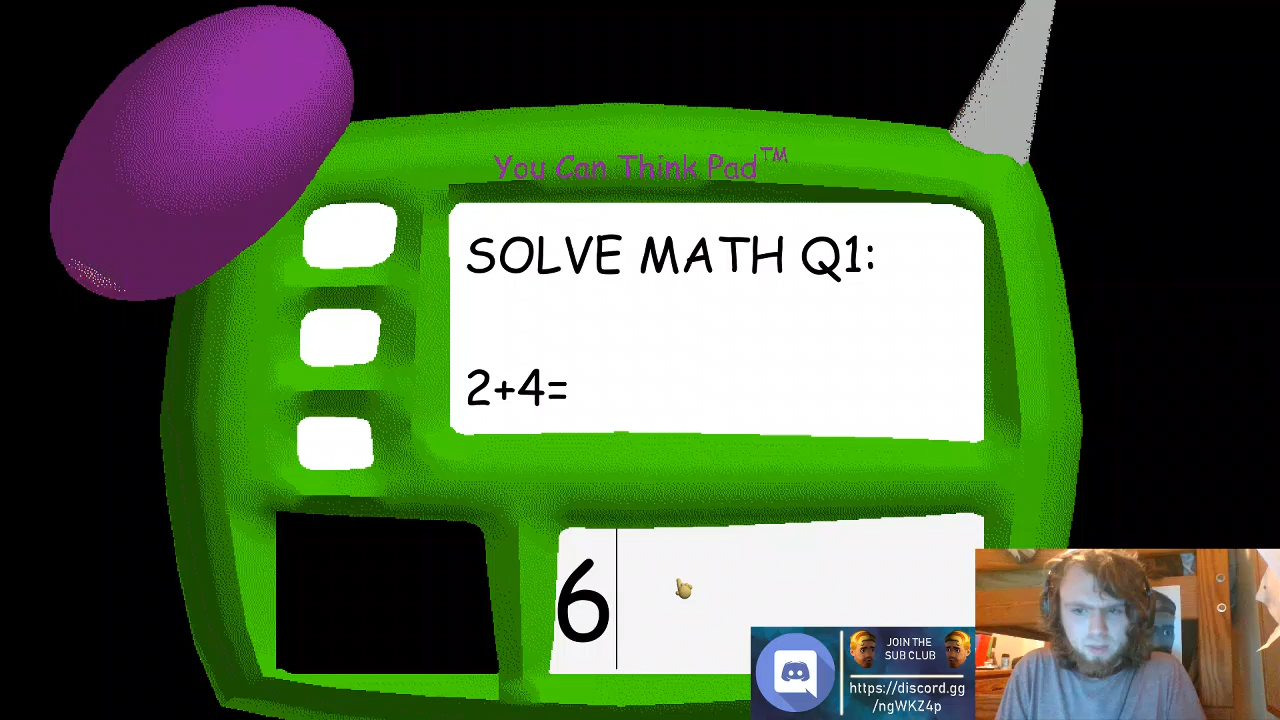 You Can Think Pad™
SOLVE MATH Q1:
2+4=
6
JOIN THE
SUB CLUB
https://discord.gg
/ngWKZ4p